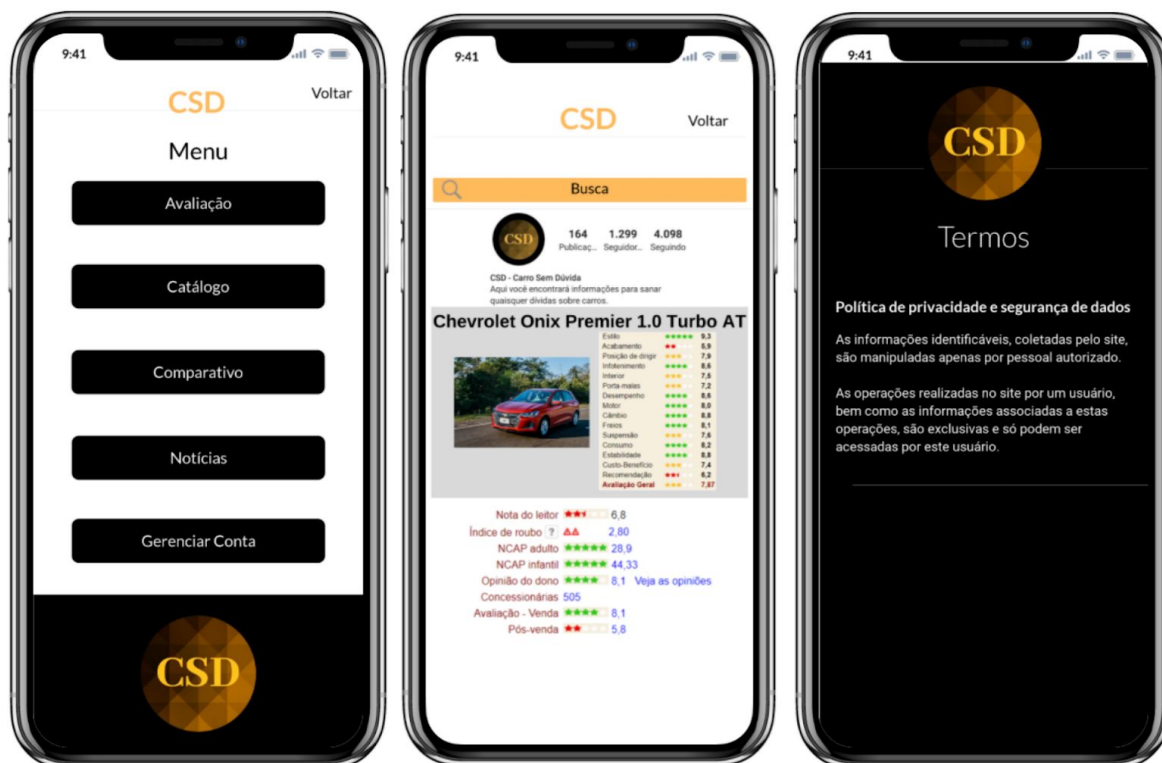 9:41
CSD
Voltar
Menu
Avaliação
Catálogo
Comparativo
Notícias
Gerenciar Conta
CSD
9:41
CSD
Voltar
Busca
CSD
164 1.299 4.098
Publicaç... Seguidor... Seguindo
CSD - Carro Sem Dúvida
Aqui você encontrará informações para sanar
quaisquer dívidas sobre carros.
Chevrolet Onix Premier 1.0 Turbo AT
Estilo 9,3
Acabamento 5,9
Posição de dirigir 7,9
Infotenimento 8,6
Interior 7,5
Porta-malas 7,2
Desempenho 8,6
Motor 8,0
Câmbio 8,8
Freios 8,1
Suspensão 7,6
Consumo 8,2
Estabilidade 8,8
Custo-Benefício 7,4
Recomendação 6,2
Avaliação Geral 7,87
Nota do leitor 6,8
Índice de roubo ? 2,80
NCAP adulto 28,9
NCAP infantil 44,33
Opinião do dono 8,1 Veja as opiniões
Concessionárias 505
Avaliação - Venda 8,1
Pós-venda 5,8
9:41
CSD
Termos
Política de privacidade e segurança de dados
As informações identificáveis, coletadas pelo site,
são manipuladas apenas por pessoal autorizado.
As operações realizadas no site por um usuário,
bem como as informações associadas a estas
operações, são exclusivas e só podem ser
acessadas por este usuário.